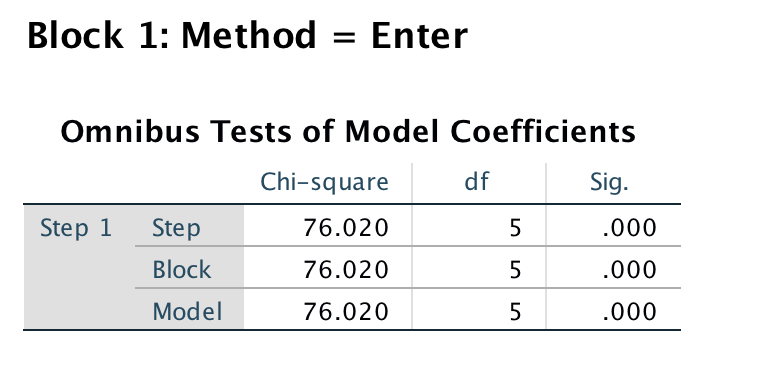 Block 1: Method = Enter
Omnibus Tests of Model Coefficients
Chi-square df Sig.
Step 1 Step 76.020 5 .000
Block 76.020 5 .000
Model 76.020 5 .000